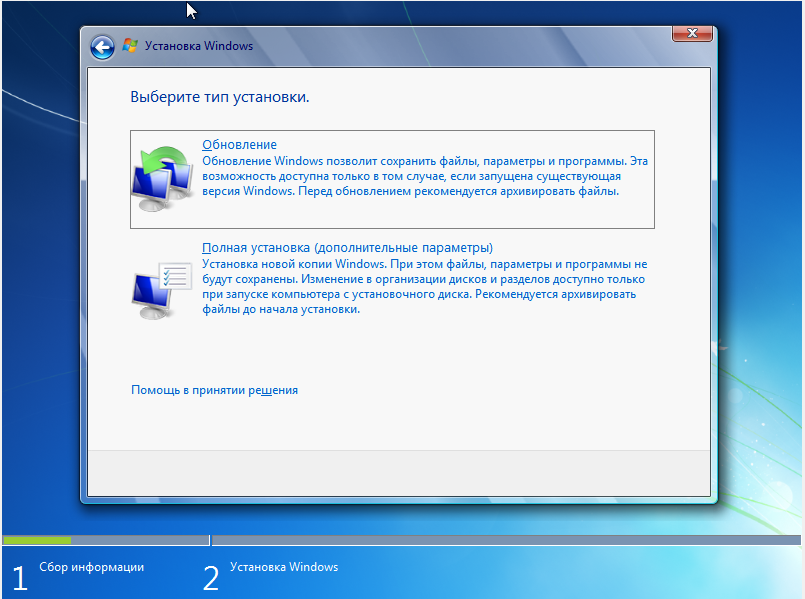 Установка Windows
Выберите тип установки.
Обновление
Обновление Windows позволит сохранить файлы, параметры и программы. Эта
возможность доступна только в том случае, если запущена существующая
версия Windows. Перед обновлением рекомендуется архивировать файлы.
Полная установка (дополнительные параметры)
Установка новой копии Windows. При этом файлы, параметры и программы не
будут сохранены. Изменение в организации дисков и разделов доступно только
при запуске компьютера с установочного диска. Рекомендуется архивировать
файлы до начала установки.
Помощь в принятии решения
1 Сбор информации
2 Установка Windows